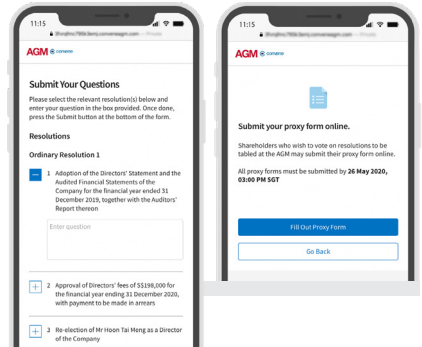 11:15
AGM convene
Submit Your Questions
Please select the relevant resolution(s) below and
enter your question in the box provided. Once done,
press the Submit button at the bottom of the form.
Resolutions
Ordinary Resolution 1
1 Adoption of the Directors' Statement and the
Audited Financial Statements of the
Company for the financial year ended 31
December 2019, together with the Auditors'
Report thereon
Enter question
2 Approval of Directors' fees of S$198,000 for
the financial year ending 31 December 2020,
with payment to be made in arrears
3 Re-election of Mr Hoon Tai Meng as a Director
of the Company
11:15
AGM convene
Submit your proxy form online.
Shareholders who wish to vote on resolutions to be
tabled at the AGM may submit their proxy form online.
All proxy forms must be submitted by 26 May 2020,
03:00 PM SGT
Fill Out Proxy Form
Go Back